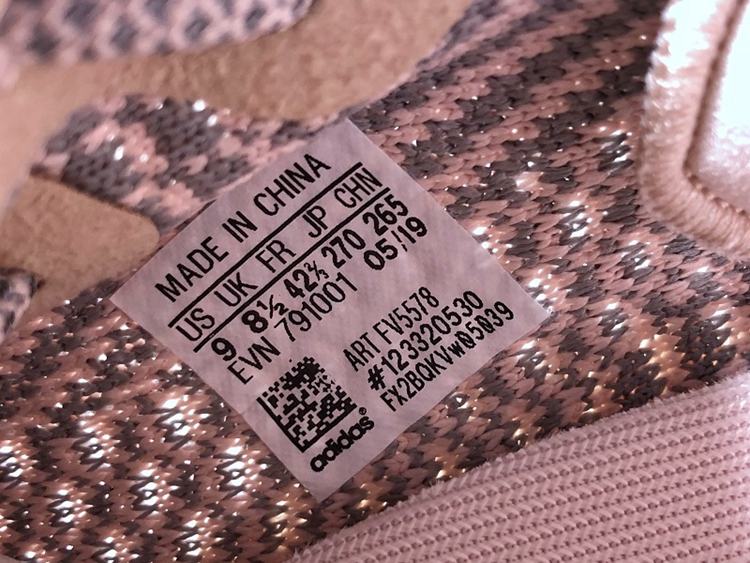 MADE IN CHINA
US UK FR JP CHN
9 8½ 42⅔ 270 265
EVN 791001 05/19
ART FV5578
#123320530
FX2BQKVw05039
adidas®